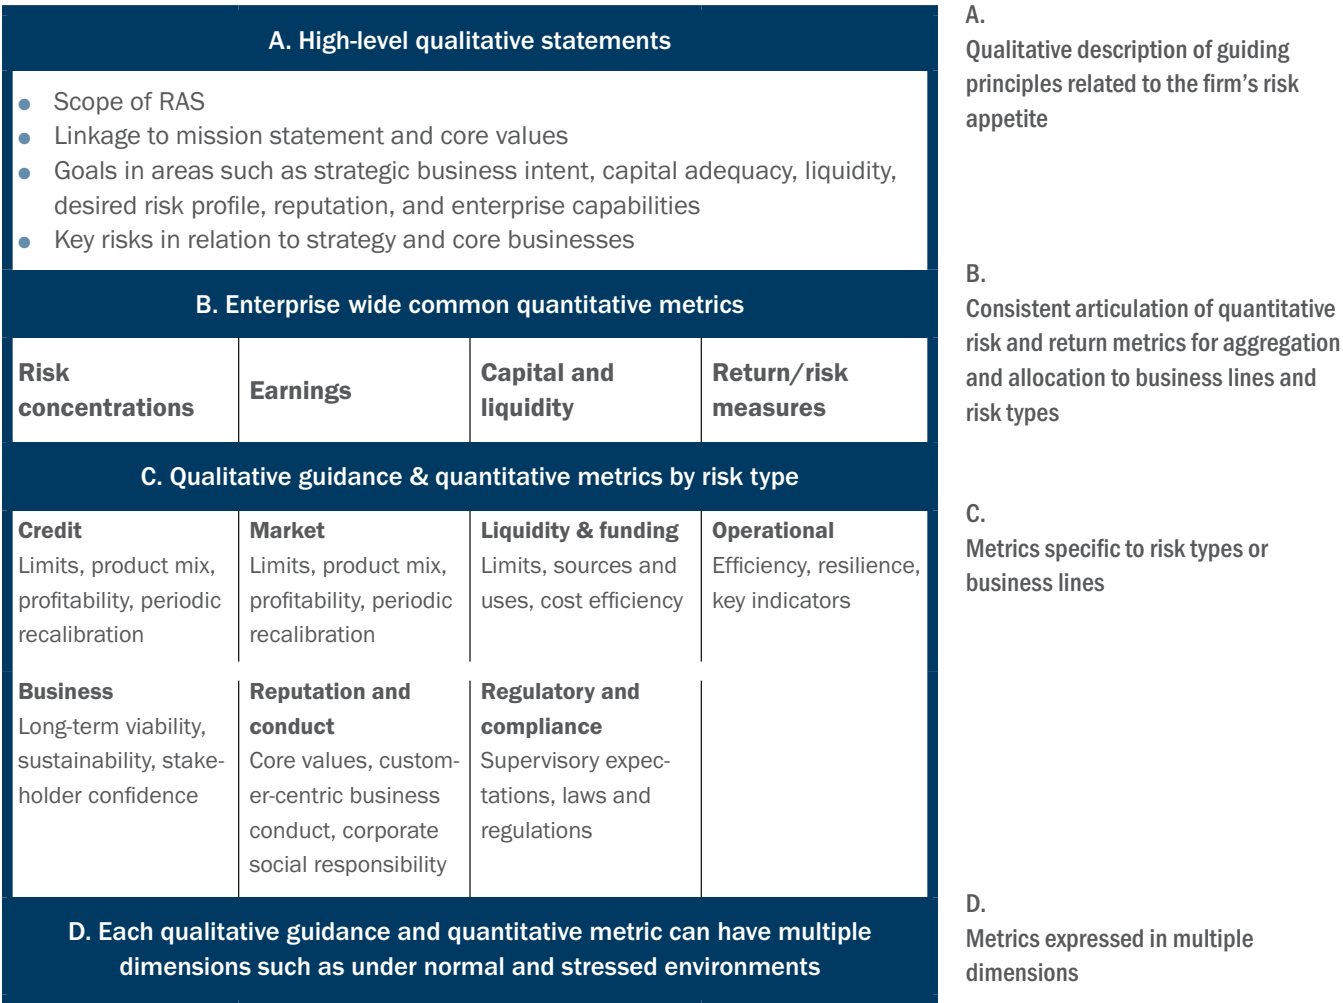 A. High-level qualitative statements
● Scope of RAS
● Linkage to mission statement and core values
● Goals in areas such as strategic business intent, capital adequacy, liquidity,
desired risk profile, reputation, and enterprise capabilities
● Key risks in relation to strategy and core businesses
B. Enterprise wide common quantitative metrics
Risk
concentrations
Earnings
Capital and
liquidity
Return/risk
measures
C. Qualitative guidance & quantitative metrics by risk type
Credit
Limits, product mix,
profitability, periodic
recalibration
Market
Limits, product mix,
profitability, periodic
recalibration
Liquidity & funding
Limits, sources and
uses, cost efficiency
Operational
Efficiency, resilience,
key indicators
Business
Long-term viability,
sustainability, stake-
holder confidence
Reputation and
conduct
Core values, custom-
er-centric business
conduct, corporate
social responsibility
Regulatory and
compliance
Supervisory expec-
tations, laws and
regulations
D. Each qualitative guidance and quantitative metric can have multiple
dimensions such as under normal and stressed environments
A.
Qualitative description of guiding
principles related to the firm’s risk
appetite
B.
Consistent articulation of quantitative
risk and return metrics for aggregation
and allocation to business lines and
risk types
C.
Metrics specific to risk types or
business lines
D.
Metrics expressed in multiple
dimensions